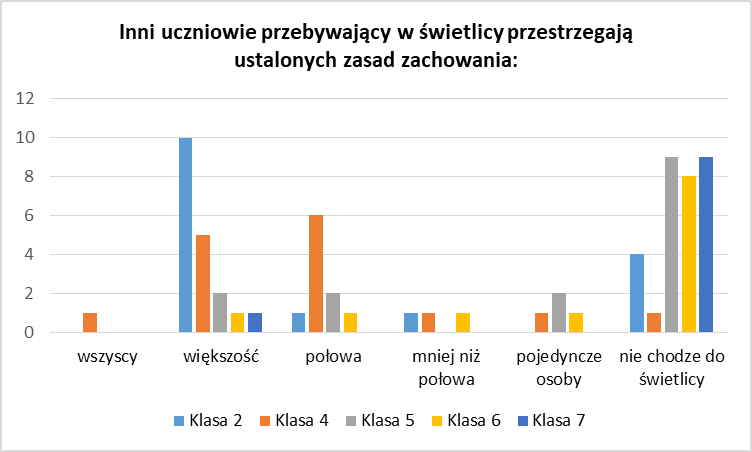 Inni uczniowie przebywający w świetlicy przestrzegają
ustalonych zasad zachowania:
12
10
8
6
4
2
0
wszyscy
większość
połowa
mniej niż
połowa
pojedyncze
osoby
nie chodze do
świetlicy
Klasa 2
Klasa 4
Klasa 5
Klasa 6
Klasa 7